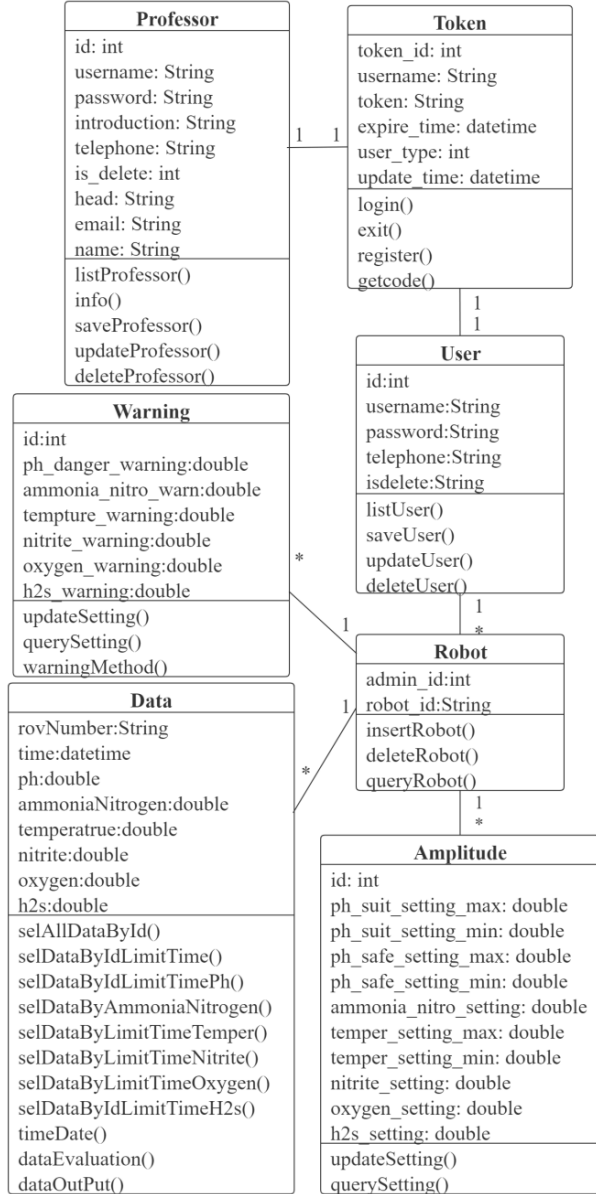 Professor
id: int
username: String
password: String
introduction: String
telephone: String
is_delete: int
head: String
email: String
name: String
listProfessor()
info()
saveProfessor()
updateProfessor()
deleteProfessor()
1
1
Token
token_id: int
username: String
token: String
expire_time: datetime
user_type: int
update_time: datetime
login()
exit()
register()
getcode()
1
1
User
id:int
username:String
password:String
telephone:String
isdelete:String
listUser()
saveUser()
updateUser()
deleteUser()
1
*
Warning
id:int
ph_danger_warning:double
ammonia_nitro_warn:double
tempture_warning:double
nitrite_warning:double
oxygen_warning:double
h2s_warning:double
updateSetting()
querySetting()
warningMethod()
*
1
Robot
admin_id:int
robot_id:String
insertRobot()
deleteRobot()
queryRobot()
1
*
1
*
Data
rovNumber:String
time:datetime
ph:double
ammoniaNitrogen:double
temperatrue:double
nitrite:double
oxygen:double
h2s:double
selAllDataById()
selDataByIdLimitTime()
selDataByIdLimitTimePh()
selDataByAmmoniaNitrogen()
selDataByLimitTimeTemper()
selDataByLimitTimeNitrite()
selDataByLimitTimeOxygen()
selDataByIdLimitTimeH2s()
timeDate()
dataEvaluation()
dataOutPut()
Amplitude
id: int
ph_suit_setting_max: double
ph_suit_setting_min: double
ph_safe_setting_max: double
ph_safe_setting_min: double
ammonia_nitro_setting: double
temper_setting_max: double
temper_setting_min: double
nitrite_setting: double
oxygen_setting: double
h2s_setting: double
updateSetting()
querySetting()